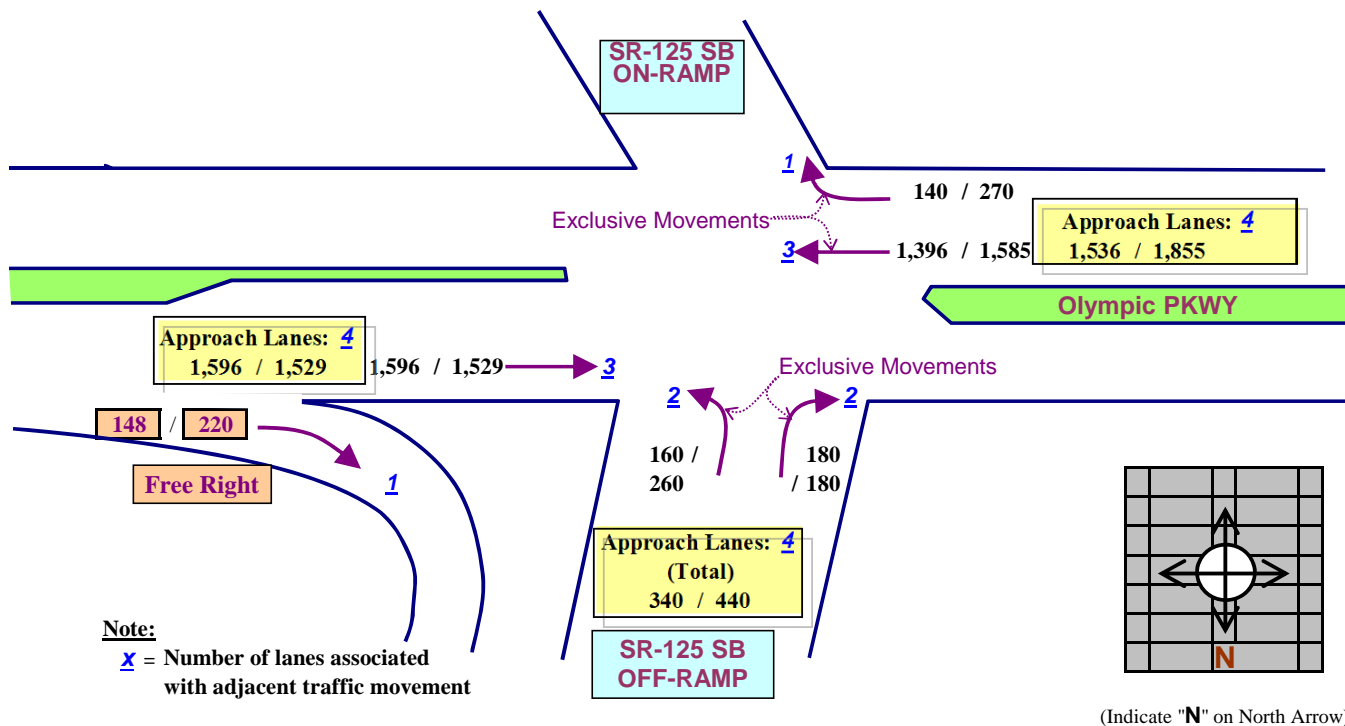 SR-125 SB
ON-RAMP
1
140 / 270
Exclusive Movements
3
1,396 / 1,585
Approach Lanes: 4
1,536 / 1,855
Olympic PKWY
Approach Lanes: 4
1,596 / 1,529
1,596 / 1,529
3
Exclusive Movements
2
2
148 / 220
Free Right
1
160 /
260
180
/ 180
Approach Lanes: 4
(Total)
340 / 440
SR-125 SB
OFF-RAMP
Note:
x = Number of lanes associated
with adjacent traffic movement
N
(Indicate "N" on North Arrow)